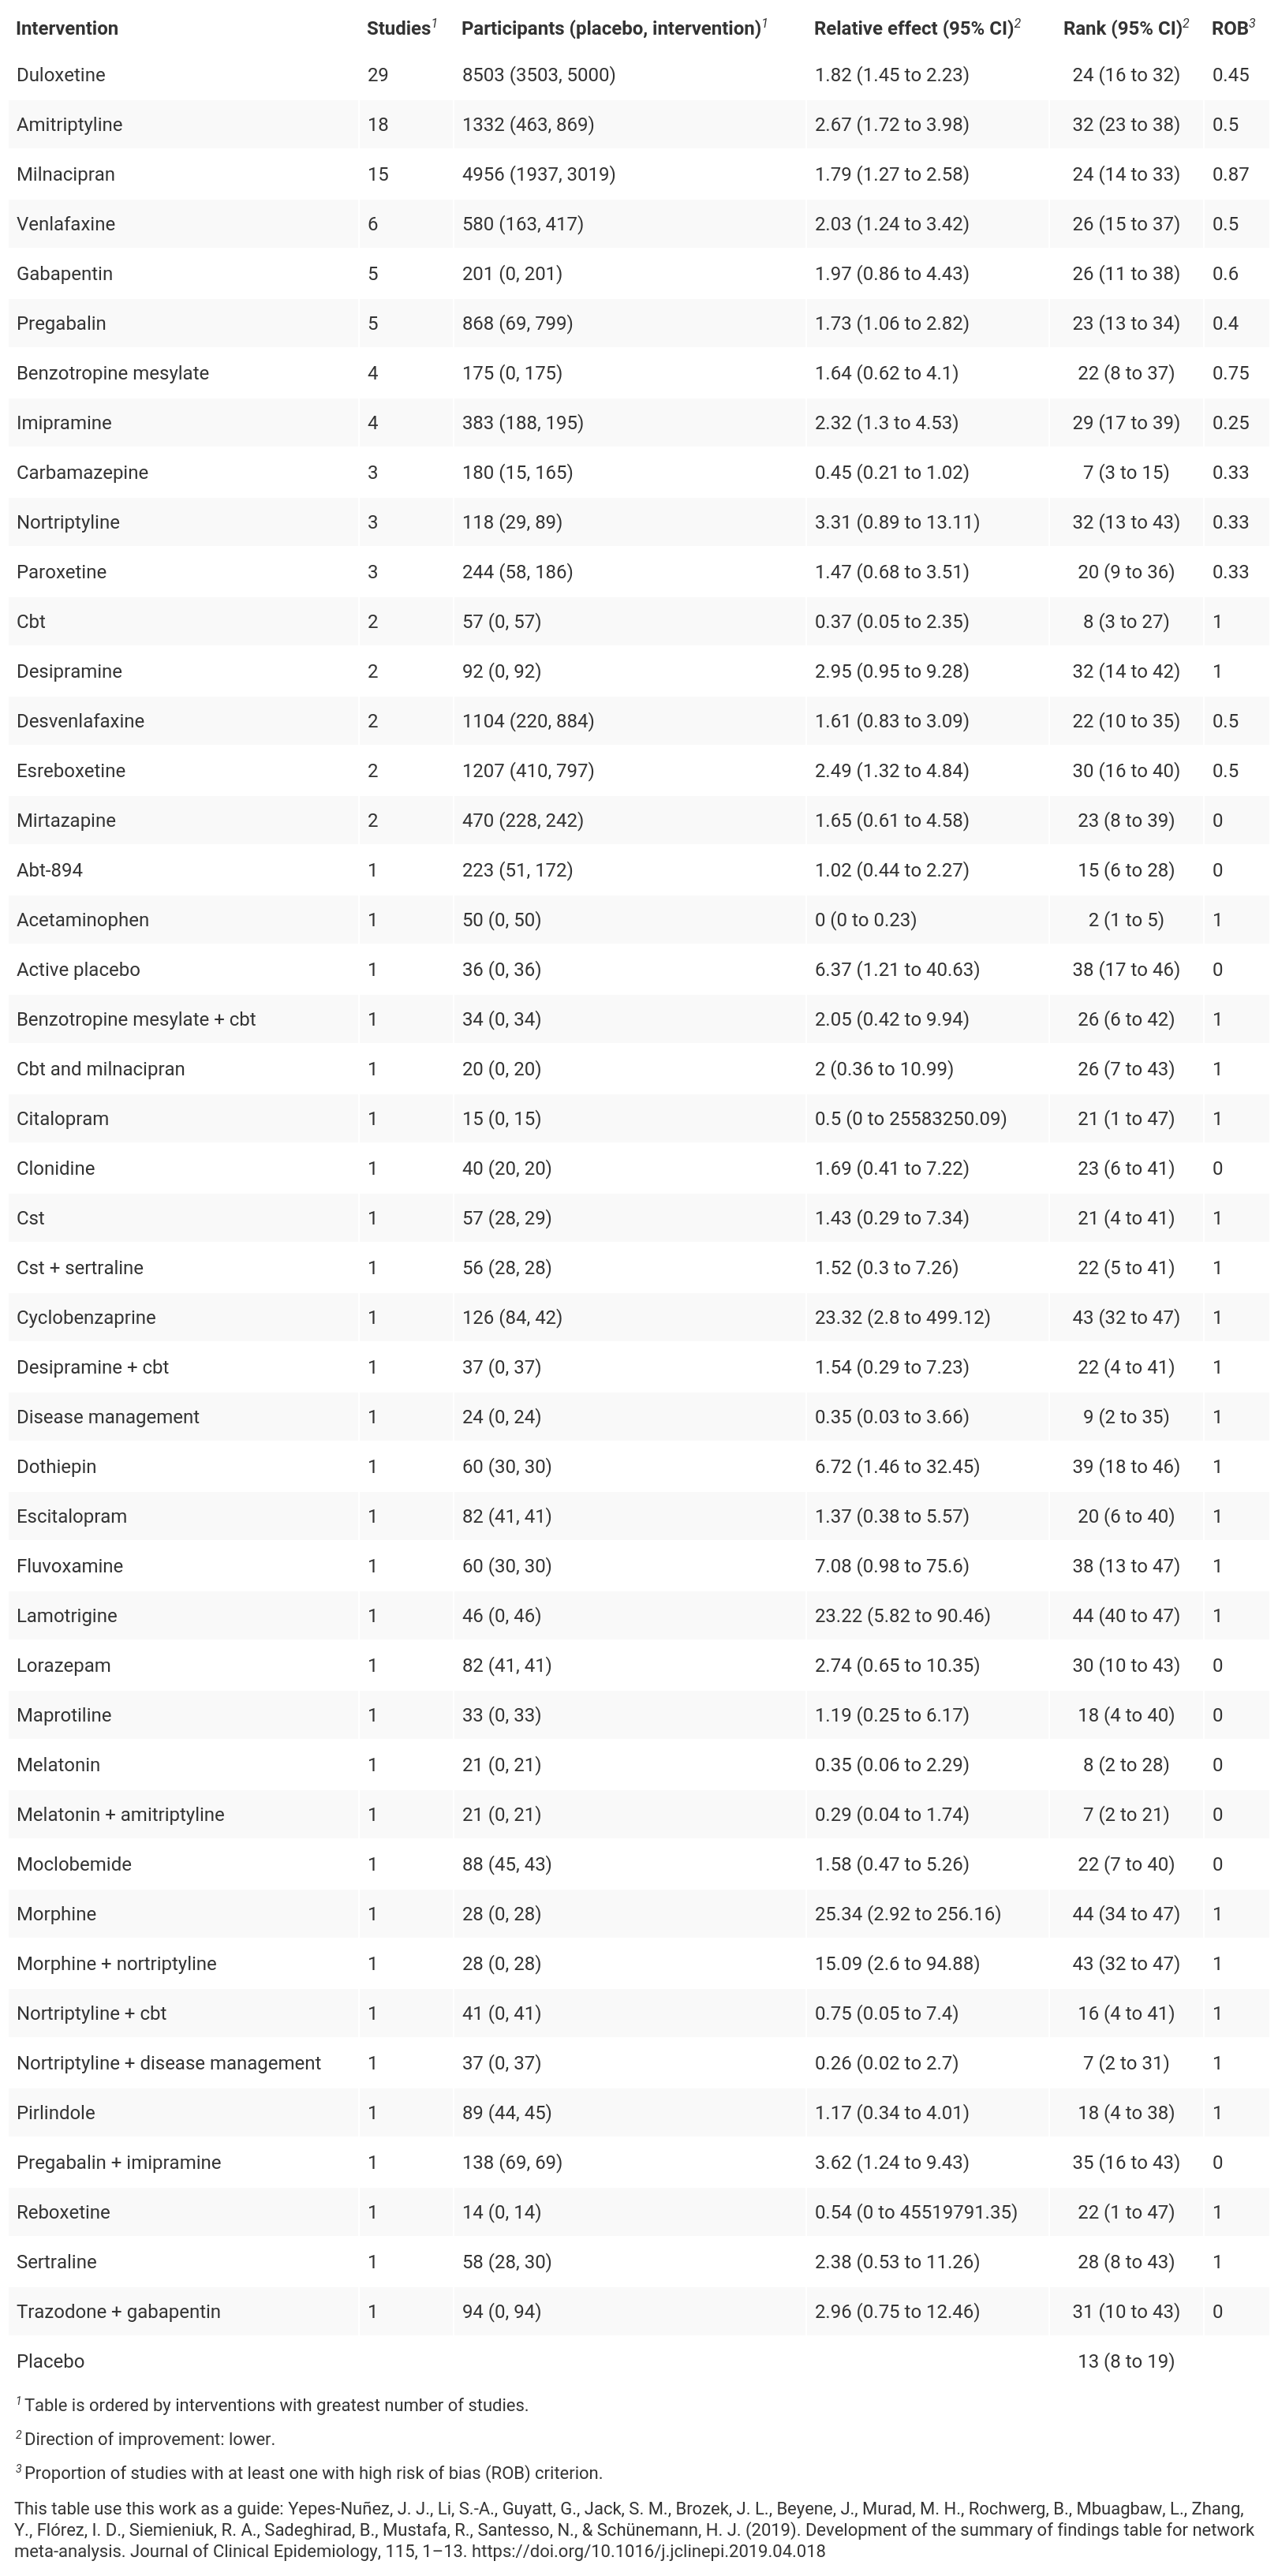 Intervention Studies1 Participants (placebo, intervention)1 Relative effect (95% CI)2 Rank (95% CI)2 ROB3
Duloxetine 29 8503 (3503, 5000) 1.82 (1.45 to 2.23) 24 (16 to 32) 0.45
Amitriptyline 18 1332 (463, 869) 2.67 (1.72 to 3.98) 32 (23 to 38) 0.5
Milnacipran 15 4956 (1937, 3019) 1.79 (1.27 to 2.58) 24 (14 to 33) 0.87
Venlafaxine 6 580 (163, 417) 2.03 (1.24 to 3.42) 26 (15 to 37) 0.5
Gabapentin 5 201 (0, 201) 1.97 (0.86 to 4.43) 26 (11 to 38) 0.6
Pregabalin 5 868 (69, 799) 1.73 (1.06 to 2.82) 23 (13 to 34) 0.4
Benzotropine mesylate 4 175 (0, 175) 1.64 (0.62 to 4.1) 22 (8 to 37) 0.75
Imipramine 4 383 (188, 195) 2.32 (1.3 to 4.53) 29 (17 to 39) 0.25
Carbamazepine 3 180 (15, 165) 0.45 (0.21 to 1.02) 7 (3 to 15) 0.33
Nortriptyline 3 118 (29, 89) 3.31 (0.89 to 13.11) 32 (13 to 43) 0.33
Paroxetine 3 244 (58, 186) 1.47 (0.68 to 3.51) 20 (9 to 36) 0.33
Cbt 2 57 (0, 57) 0.37 (0.05 to 2.35) 8 (3 to 27) 1
Desipramine 2 92 (0, 92) 2.95 (0.95 to 9.28) 32 (14 to 42) 1
Desvenlafaxine 2 1104 (220, 884) 1.61 (0.83 to 3.09) 22 (10 to 35) 0.5
Esreboxetine 2 1207 (410, 797) 2.49 (1.32 to 4.84) 30 (16 to 40) 0.5
Mirtazapine 2 470 (228, 242) 1.65 (0.61 to 4.58) 23 (8 to 39) 0
Abt-894 1 223 (51, 172) 1.02 (0.44 to 2.27) 15 (6 to 28) 0
Acetaminophen 1 50 (0, 50) 0 (0 to 0.23) 2 (1 to 5) 1
Active placebo 1 36 (0, 36) 6.37 (1.21 to 40.63) 38 (17 to 46) 0
Benzotropine mesylate + cbt 1 34 (0, 34) 2.05 (0.42 to 9.94) 26 (6 to 42) 1
Cbt and milnacipran 1 20 (0, 20) 2 (0.36 to 10.99) 26 (7 to 43) 1
Citalopram 1 15 (0, 15) 0.5 (0 to 25583250.09) 21 (1 to 47) 1
Clonidine 1 40 (20, 20) 1.69 (0.41 to 7.22) 23 (6 to 41) 0
Cst 1 57 (28, 29) 1.43 (0.29 to 7.34) 21 (4 to 41) 1
Cst + sertraline 1 56 (28, 28) 1.52 (0.3 to 7.26) 22 (5 to 41) 1
Cyclobenzaprine 1 126 (84, 42) 23.32 (2.8 to 499.12) 43 (32 to 47) 1
Desipramine + cbt 1 37 (0, 37) 1.54 (0.29 to 7.23) 22 (4 to 41) 1
Disease management 1 24 (0, 24) 0.35 (0.03 to 3.66) 9 (2 to 35) 1
Dothiepin 1 60 (30, 30) 6.72 (1.46 to 32.45) 39 (18 to 46) 1
Escitalopram 1 82 (41, 41) 1.37 (0.38 to 5.57) 20 (6 to 40) 1
Fluvoxamine 1 60 (30, 30) 7.08 (0.98 to 75.6) 38 (13 to 47) 1
Lamotrigine 1 46 (0, 46) 23.22 (5.82 to 90.46) 44 (40 to 47) 1
Lorazepam 1 82 (41, 41) 2.74 (0.65 to 10.35) 30 (10 to 43) 0
Maprotiline 1 33 (0, 33) 1.19 (0.25 to 6.17) 18 (4 to 40) 0
Melatonin 1 21 (0, 21) 0.35 (0.06 to 2.29) 8 (2 to 28) 0
Melatonin + amitriptyline 1 21 (0, 21) 0.29 (0.04 to 1.74) 7 (2 to 21) 0
Moclobemide 1 88 (45, 43) 1.58 (0.47 to 5.26) 22 (7 to 40) 0
Morphine 1 28 (0, 28) 25.34 (2.92 to 256.16) 44 (34 to 47) 1
Morphine + nortriptyline 1 28 (0, 28) 15.09 (2.6 to 94.88) 43 (32 to 47) 1
Nortriptyline + cbt 1 41 (0, 41) 0.75 (0.05 to 7.4) 16 (4 to 41) 1
Nortriptyline + disease management 1 37 (0, 37) 0.26 (0.02 to 2.7) 7 (2 to 31) 1
Pirlindole 1 89 (44, 45) 1.17 (0.34 to 4.01) 18 (4 to 38) 1
Pregabalin + imipramine 1 138 (69, 69) 3.62 (1.24 to 9.43) 35 (16 to 43) 0
Reboxetine 1 14 (0, 14) 0.54 (0 to 45519791.35) 22 (1 to 47) 1
Sertraline 1 58 (28, 30) 2.38 (0.53 to 11.26) 28 (8 to 43) 1
Trazodone + gabapentin 1 94 (0, 94) 2.96 (0.75 to 12.46) 31 (10 to 43) 0
Placebo 13 (8 to 19)
1 Table is ordered by interventions with greatest number of studies.
2 Direction of improvement: lower.
3 Proportion of studies with at least one with high risk of bias (ROB) criterion.
This table use this work as a guide: Yepes-Nuñez, J. J., Li, S.-A., Guyatt, G., Jack, S. M., Brozek, J. L., Beyene, J., Murad, M. H., Rochwerg, B., Mbuagbaw, L., Zhang,
Y., Flórez, I. D., Siemieniuk, R. A., Sadeghirad, B., Mustafa, R., Santesso, N., & Schünemann, H. J. (2019). Development of the summary of findings table for network
meta-analysis. Journal of Clinical Epidemiology, 115, 1–13. https://doi.org/10.1016/j.jclinepi.2019.04.018